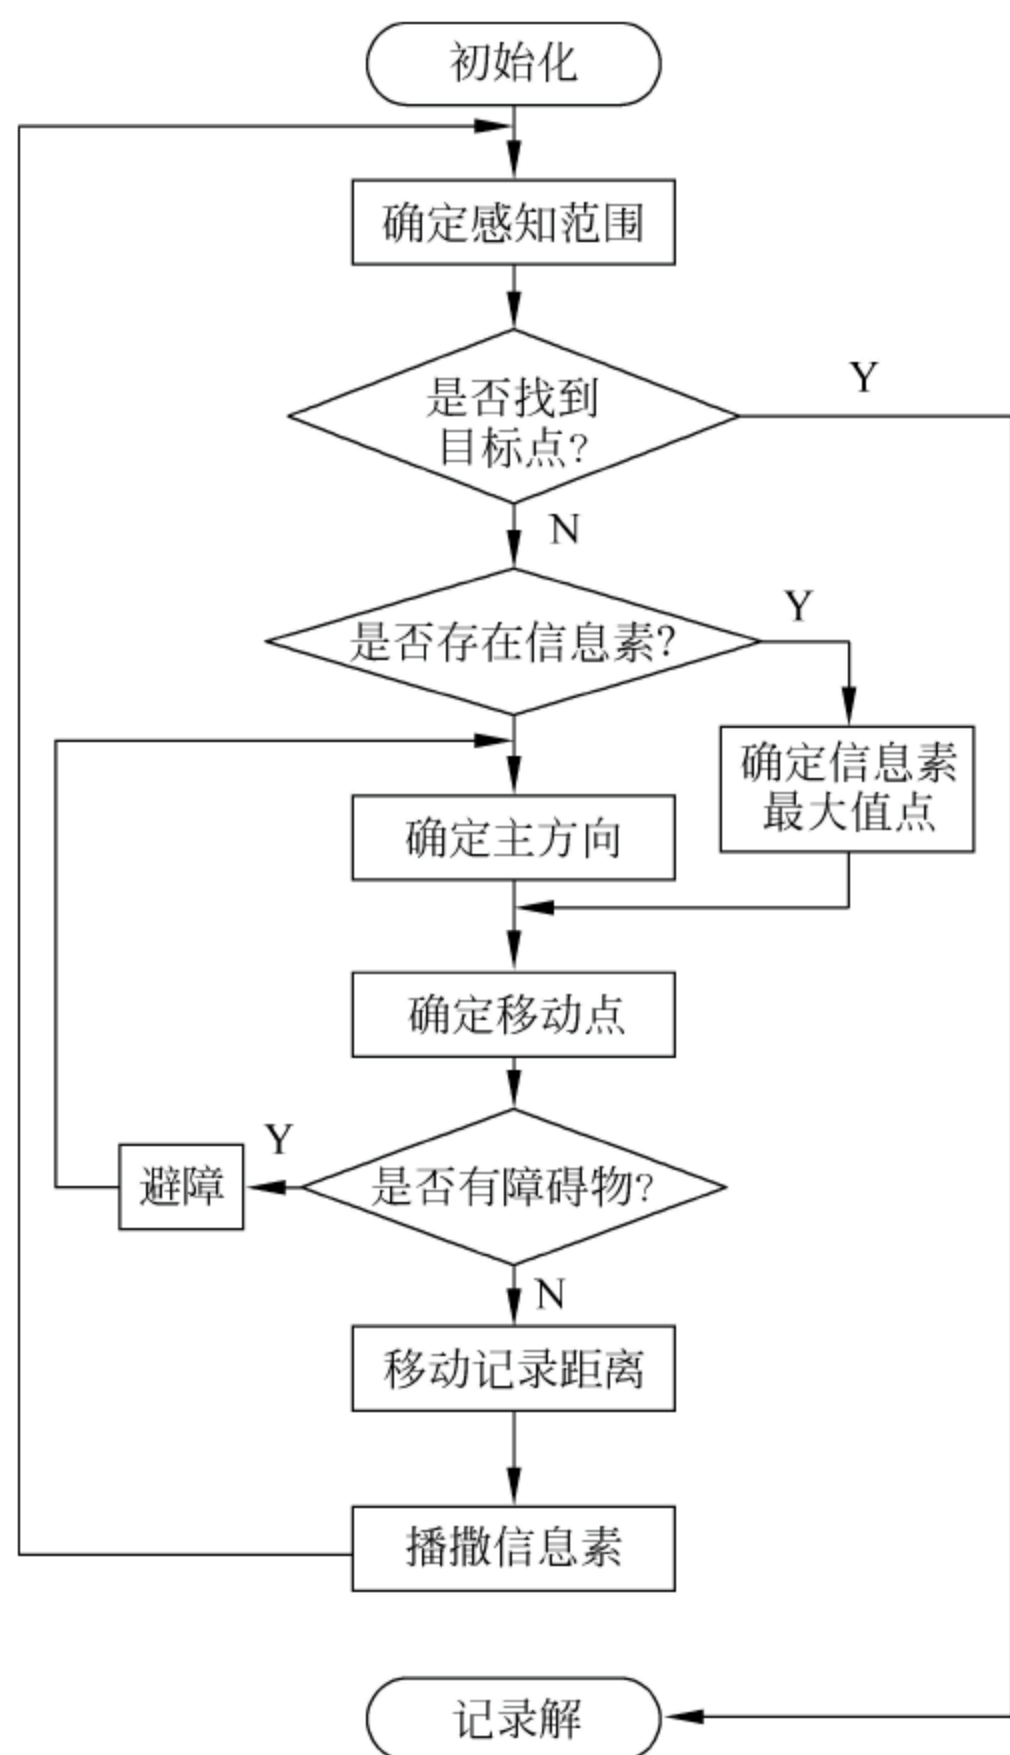 初始化
确定感知范围
是否找到
目标点?
Y
N
是否存在信息素?
Y
确定信息素
最大值点
确定主方向
确定移动点
是否有障碍物?
Y
避障
N
移动记录距离
播撒信息素
记录解